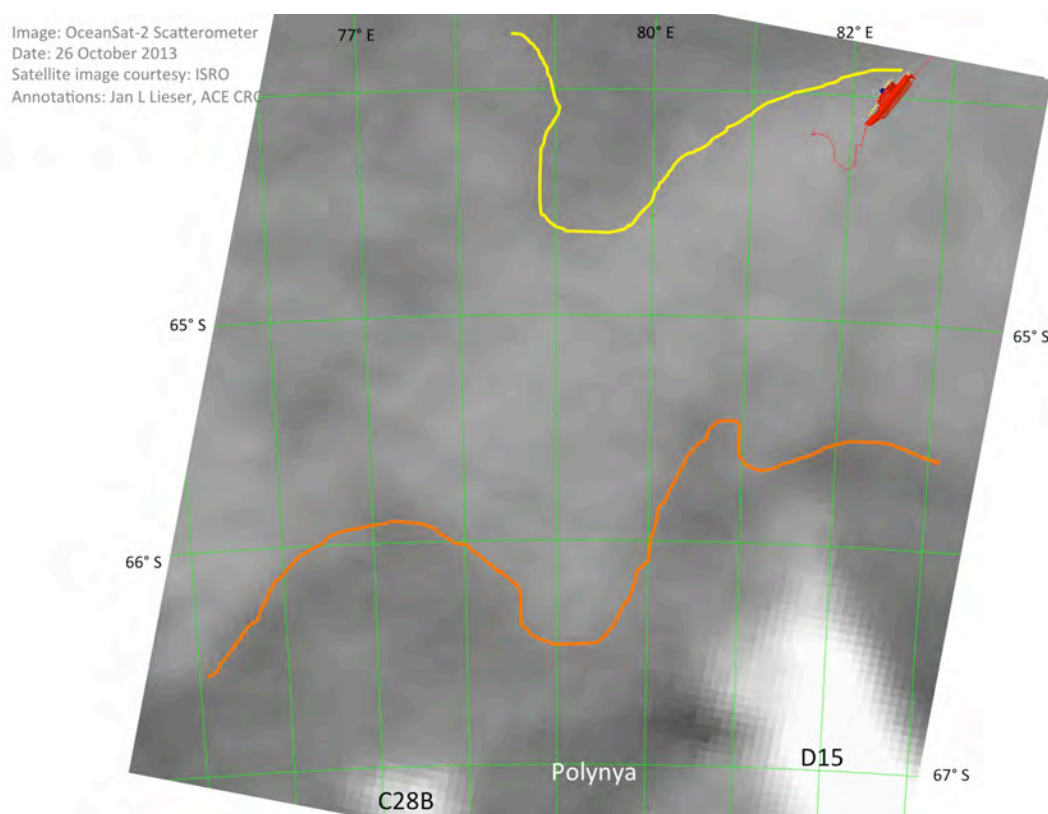 Image: OceanSat-2 Scatterometer
Date: 26 October 2013
Satellite image courtesy: ISRO
Annotations: Jan L Lieser, ACE CRC
77° E
80° E
82° E
65° S
65° S
66° S
67° S
D15
Polynya
C28B